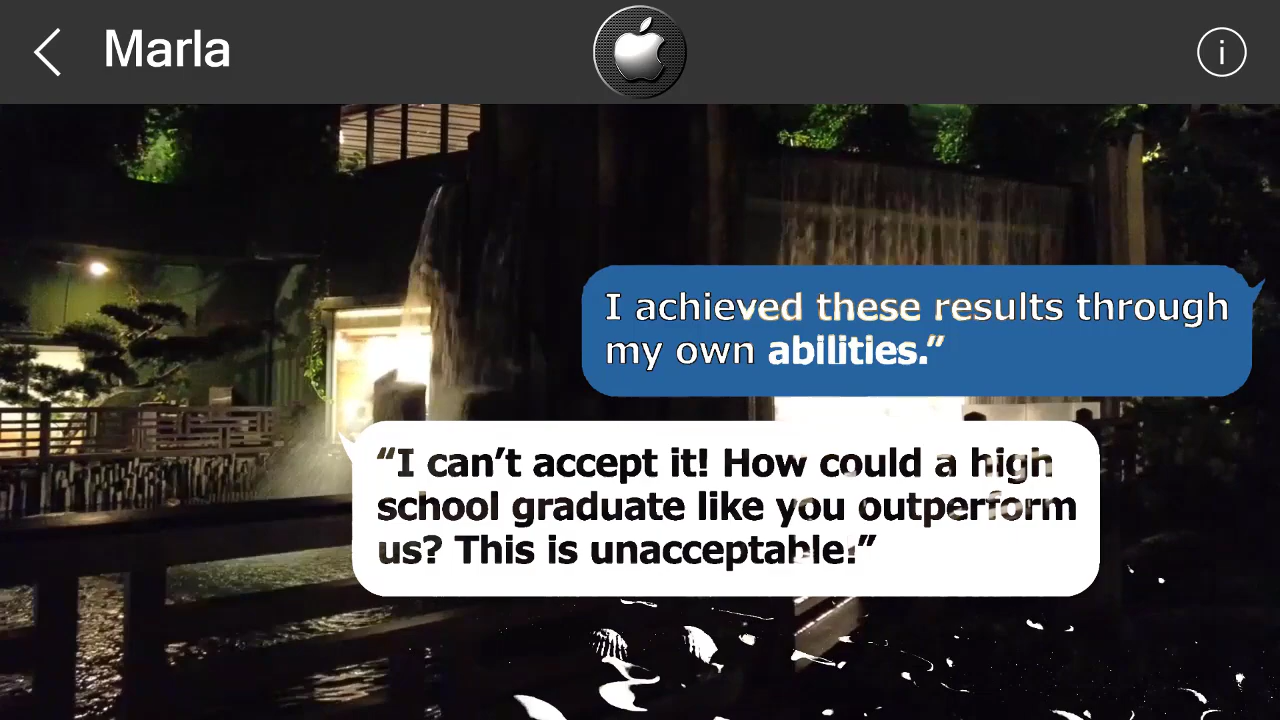 Marla
i
I achieved these results through
my own abilities.”
“I can’t accept it! How could a high
school graduate like you outperform
us? This is unacceptable!”